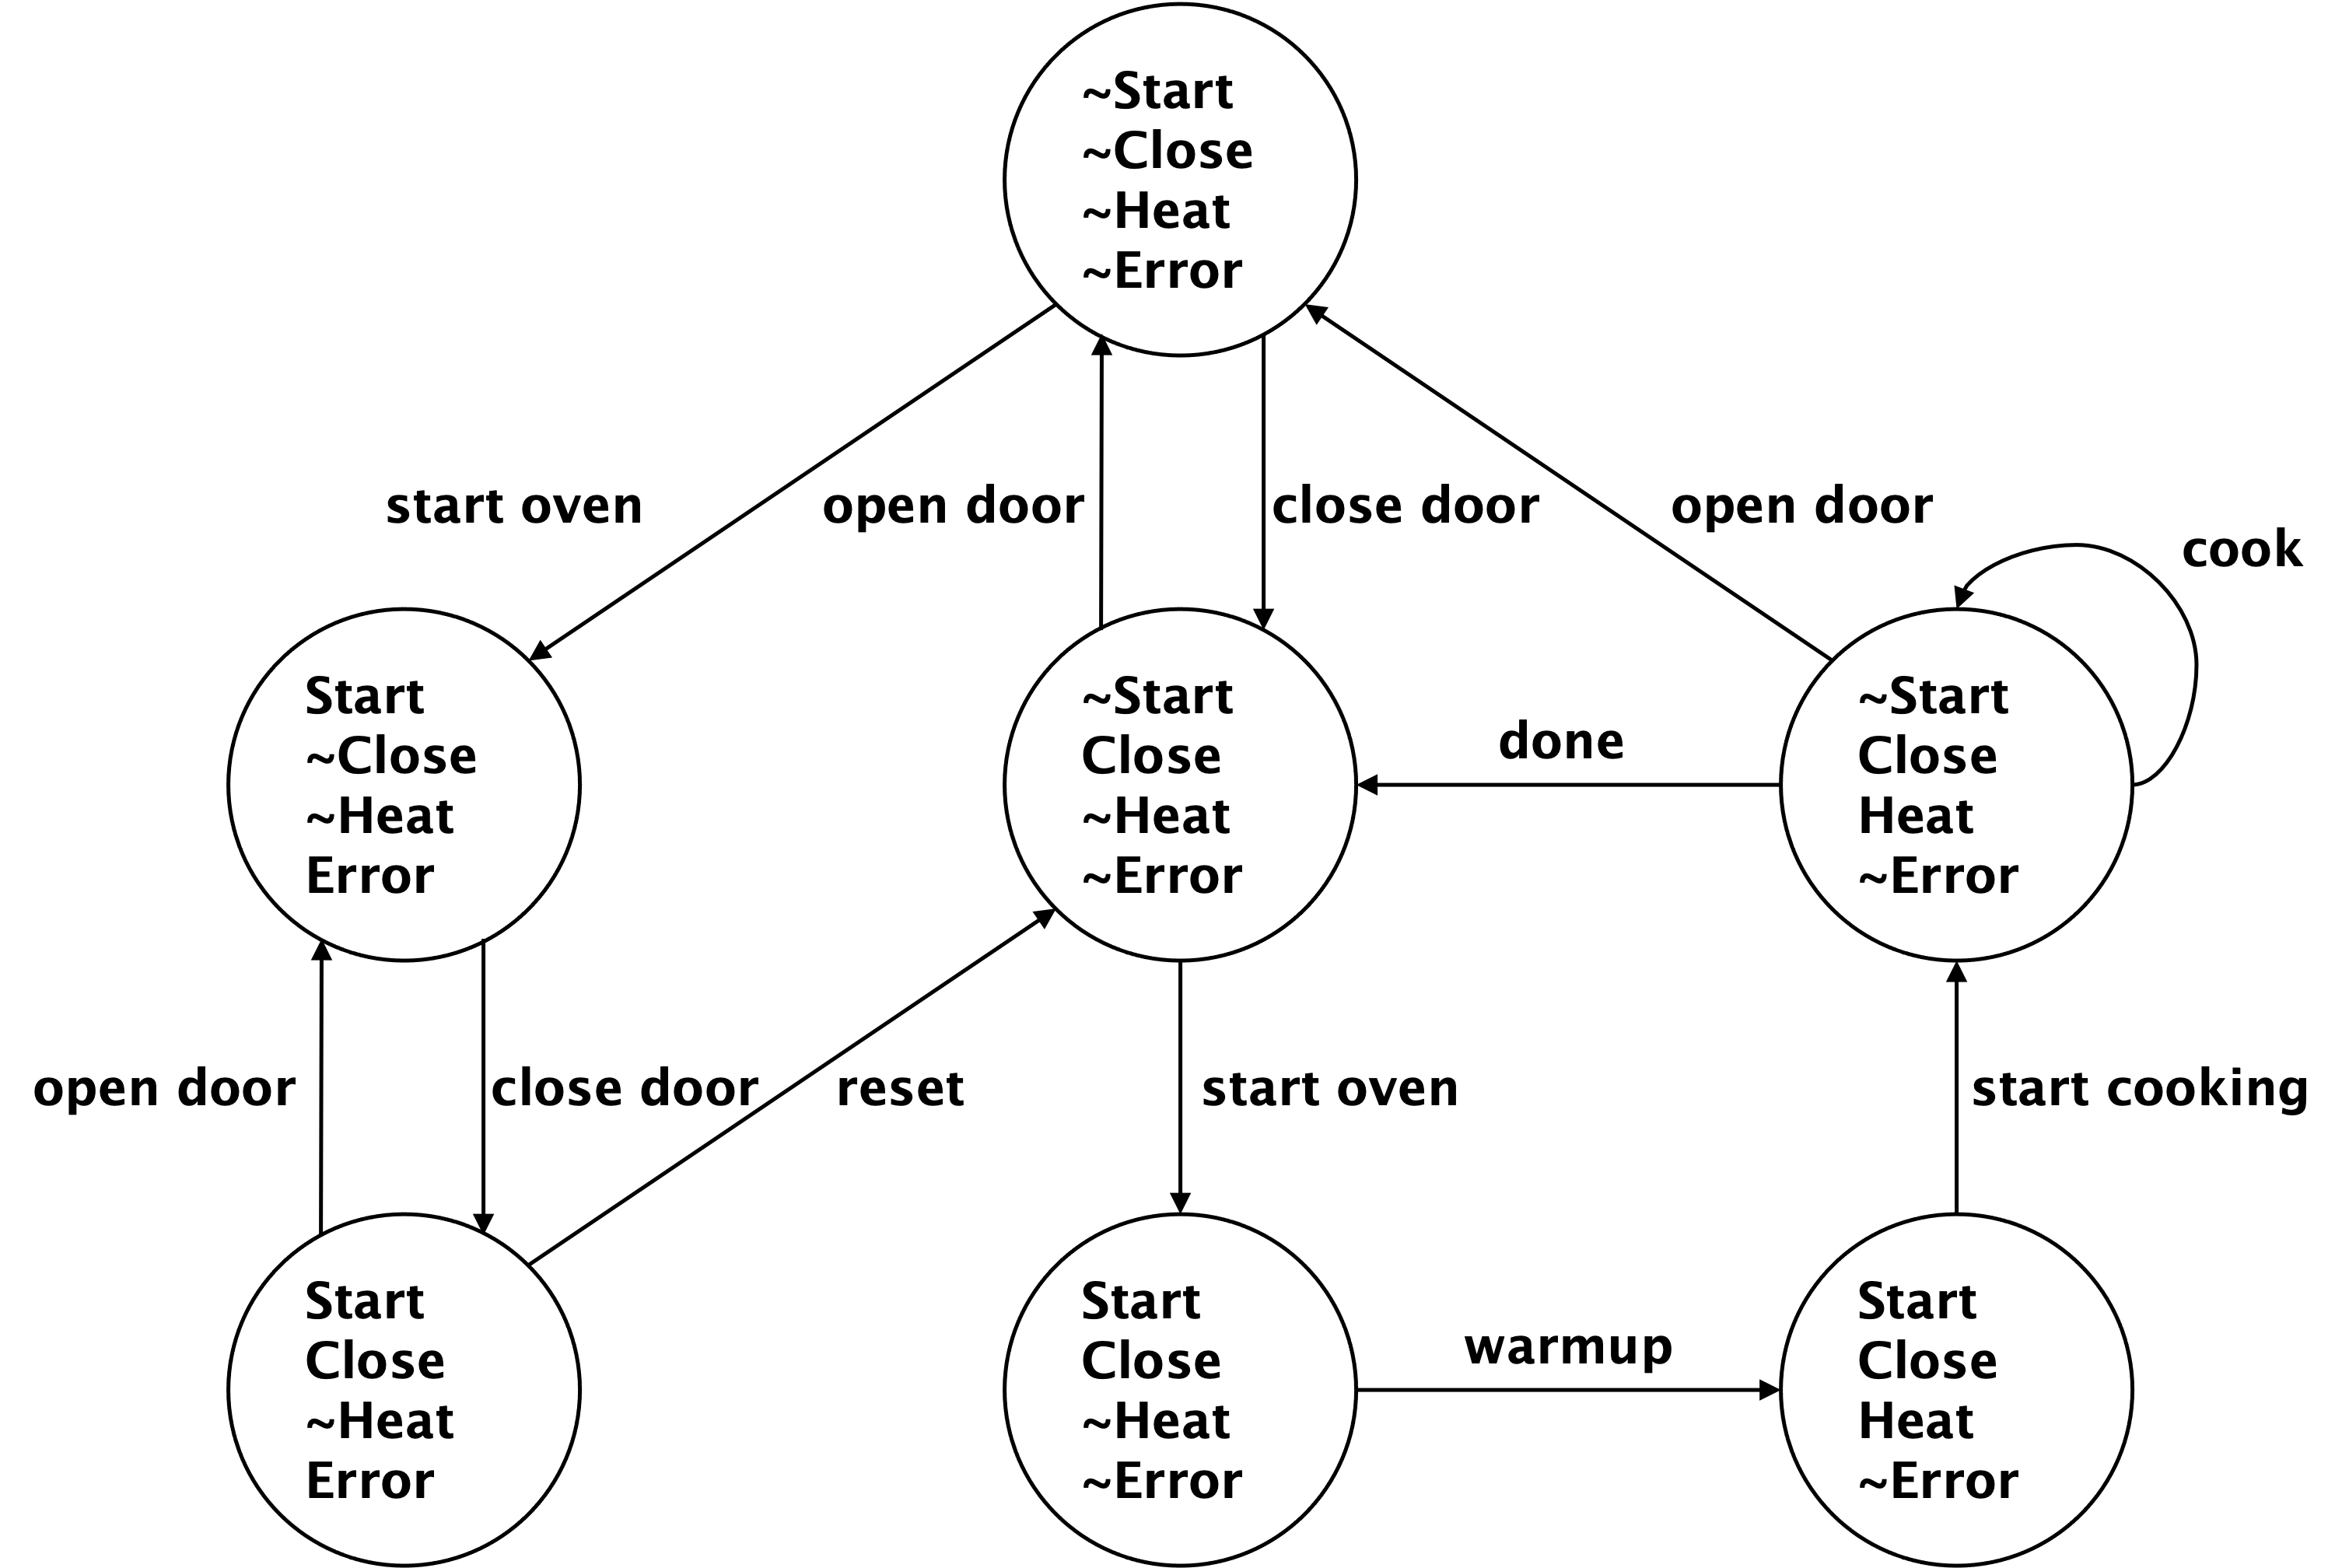 ~Start
~Close
~Heat
~Error
start oven
open door
close door
open door
cook
Start
~Close
~Heat
Error
~Start
Close
~Heat
~Error
done
~Start
Close
Heat
~Error
open door
close door
reset
start oven
start cooking
Start
Close
~Heat
Error
Start
Close
~Heat
~Error
warmup
Start
Close
Heat
~Error